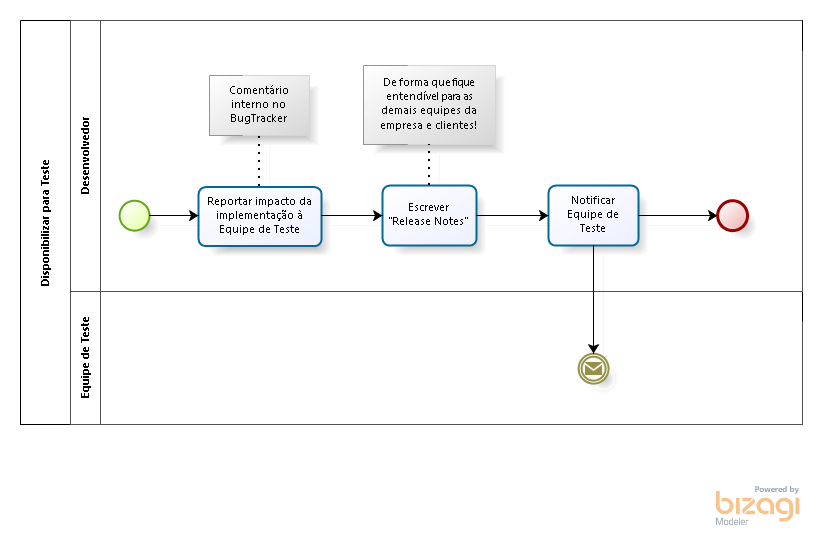 Disponibilizar para Teste
Desenvolvedor
Comentário
interno no
BugTracker
De forma que fique
entendível para as
demais equipes da
empresa e clientes!
Reportar impacto da
implementação à
Equipe de Teste
Escrever
"Release Notes"
Notificar
Equipe de
Teste
Equipe de Teste
Powered by
bizagi
Modeler